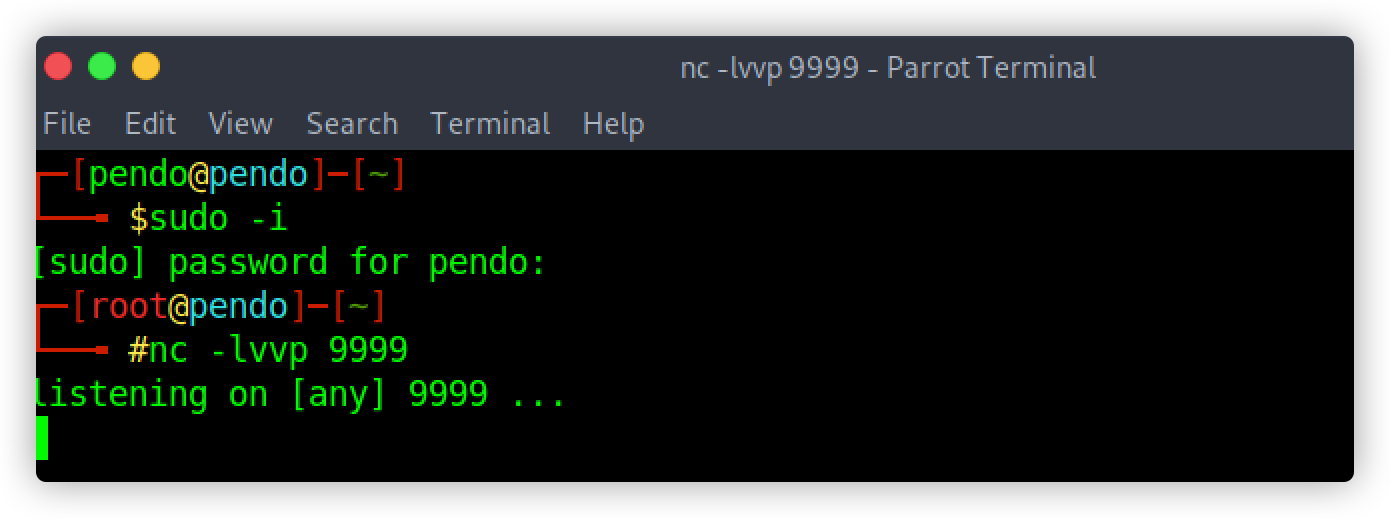 nc -lvvp 9999 - Parrot Terminal
File Edit View Search Terminal Help
┌─[pendo@pendo]─[~]
└──╼ $sudo -i
[sudo] password for pendo:
┌─[root@pendo]─[~]
└──╼ #nc -lvvp 9999
listening on [any] 9999 ...